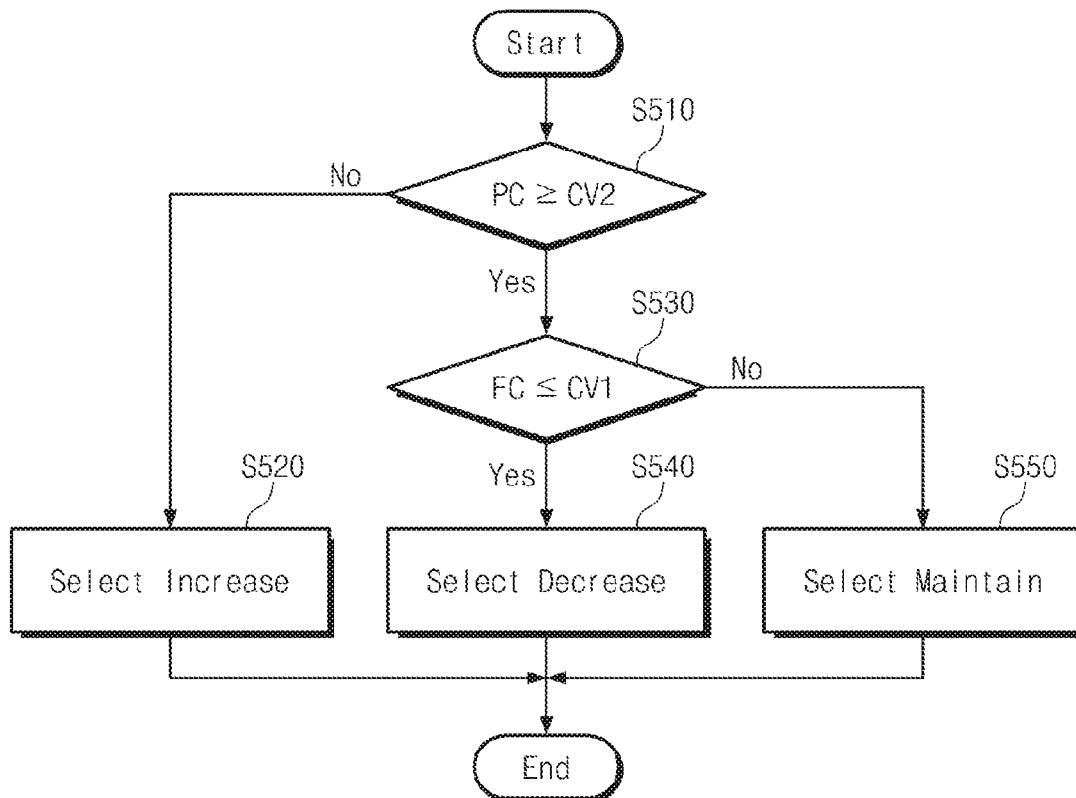 Start
S510
No
PC ≥ CV2
Yes
S530
FC ≤ CV1
No
S520
Yes
S540
S550
Select Increase
Select Decrease
Select Maintain
End